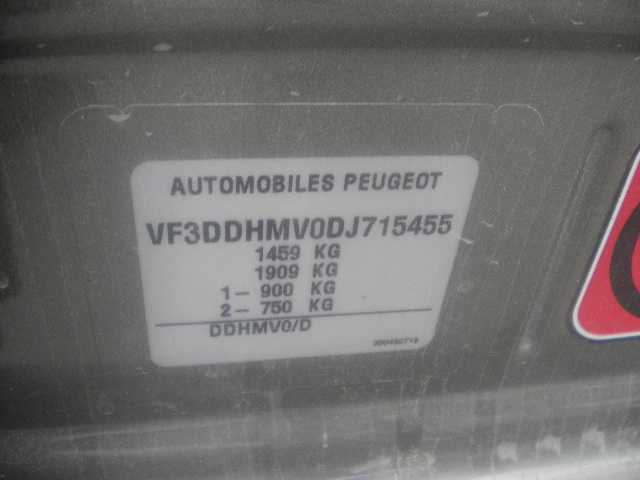 AUTOMOBILES PEUGEOT
VF3DDHMV0DJ715455
1459 KG
1909 KG
1- 900 KG
2- 750 KG
DDHMV0/D